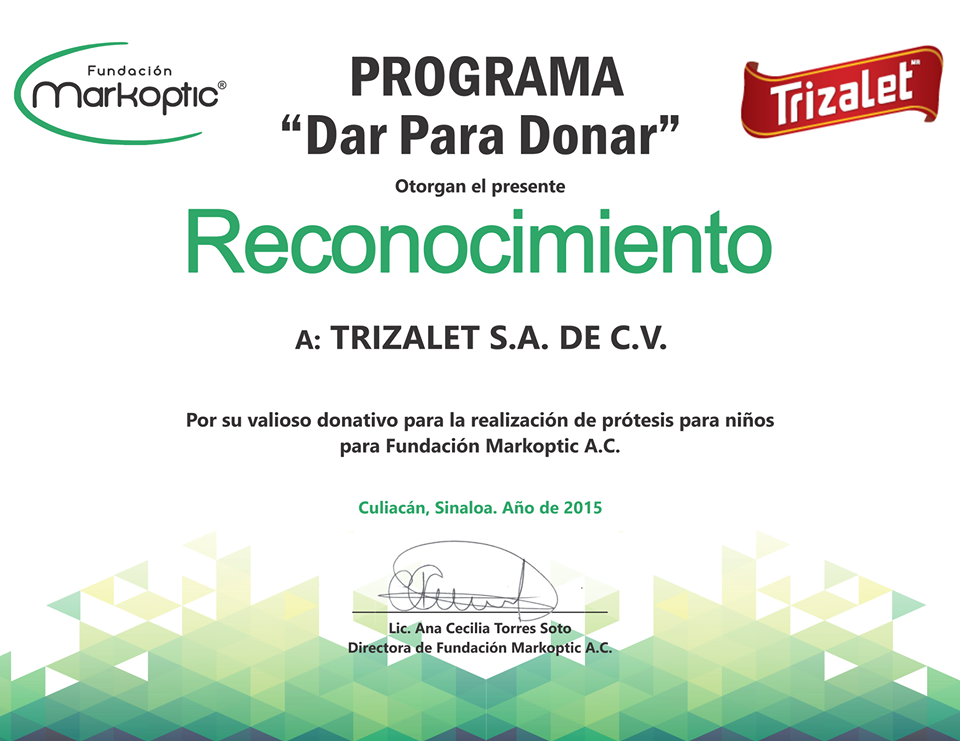 Fundación
Markoptic®
PROGRAMA
“Dar Para Donar”
Trizalet MR
Otorgan el presente
Reconocimiento
A: TRIZALET S.A. DE C.V.
Por su valioso donativo para la realización de prótesis para niños
para Fundación Markoptic A.C.
Culiacán, Sinaloa. Año de 2015
Lic. Ana Cecilia Torres Soto
Directora de Fundación Markoptic A.C.